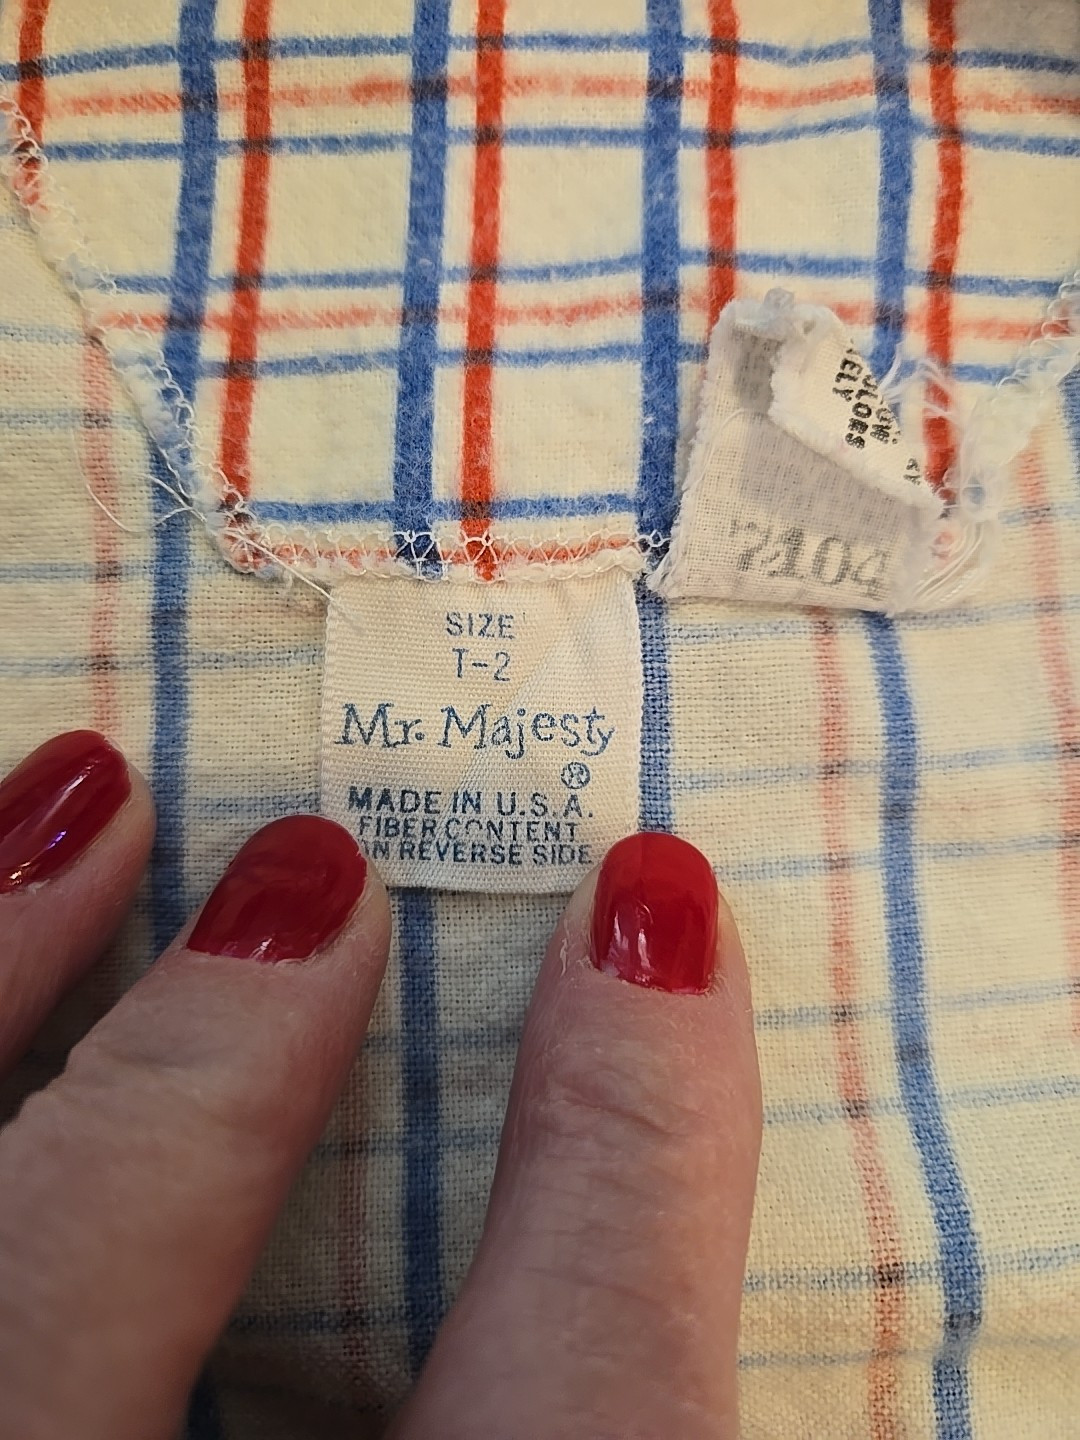 SIZE
T-2
Mr. Majesty
®
MADE IN U.S.A.
FIBER CONTENT
ON REVERSE SIDE
7104